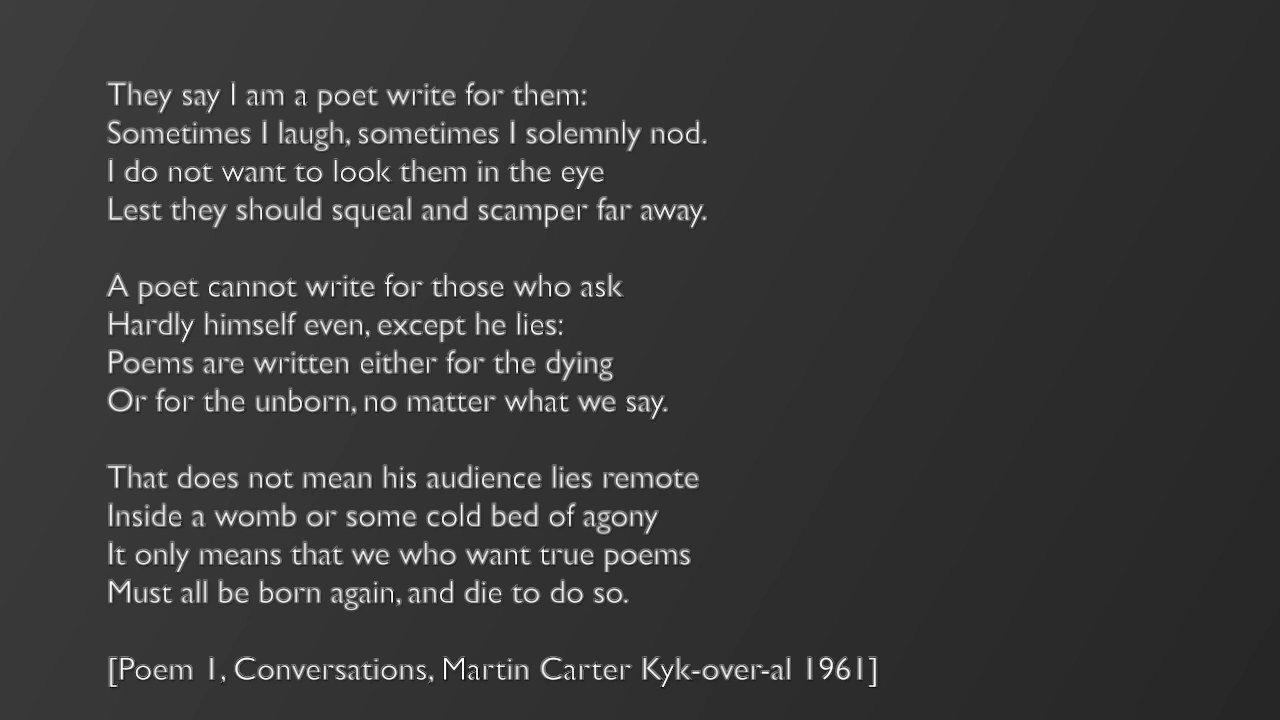 They say I am a poet write for them:
Sometimes I laugh, sometimes I solemnly nod.
I do not want to look them in the eye
Lest they should squeal and scamper far away.
A poet cannot write for those who ask
Hardly himself even, except he lies:
Poems are written either for the dying
Or for the unborn, no matter what we say.
That does not mean his audience lies remote
Inside a womb or some cold bed of agony
It only means that we who want true poems
Must all be born again, and die to do so.
[Poem 1, Conversations, Martin Carter Kyk-over-al 1961]